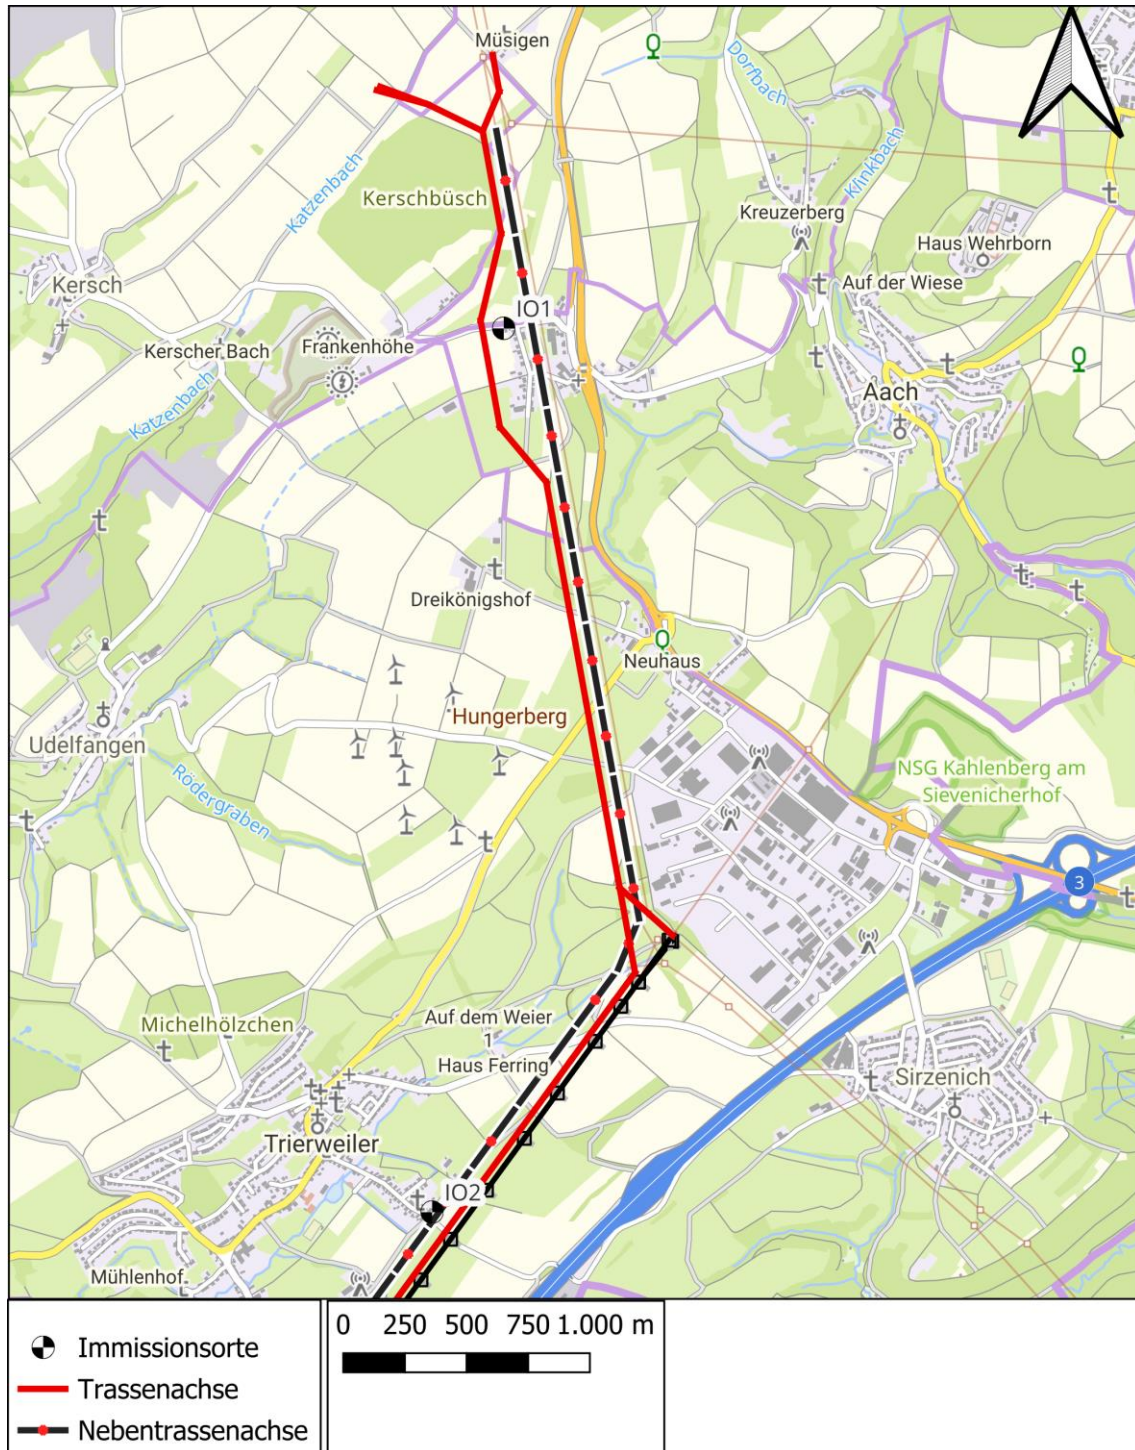 Müsigen
Dorfbach
Klinkbach
Katzenbach
Kerschbüsch
Kreuzerberg
Haus Wehrborn
Kersch
Auf der Wiese
IO1
Kerscher Bach
Frankenhöhe
Katzenbach
Aach
Dreikönigshof
Neuhaus
Hungerberg
Udelfangen
Rödergraben
NSG Kahlenberg am
Sievenicherhof
3
Auf dem Weier
1
Haus Ferring
Michelhölzchen
Sirzenich
Trierweiler
IO2
Mühlenhof
Immissionsorte
Trassenachse
Nebentrassenachse
0 250 500 750 1.000 m